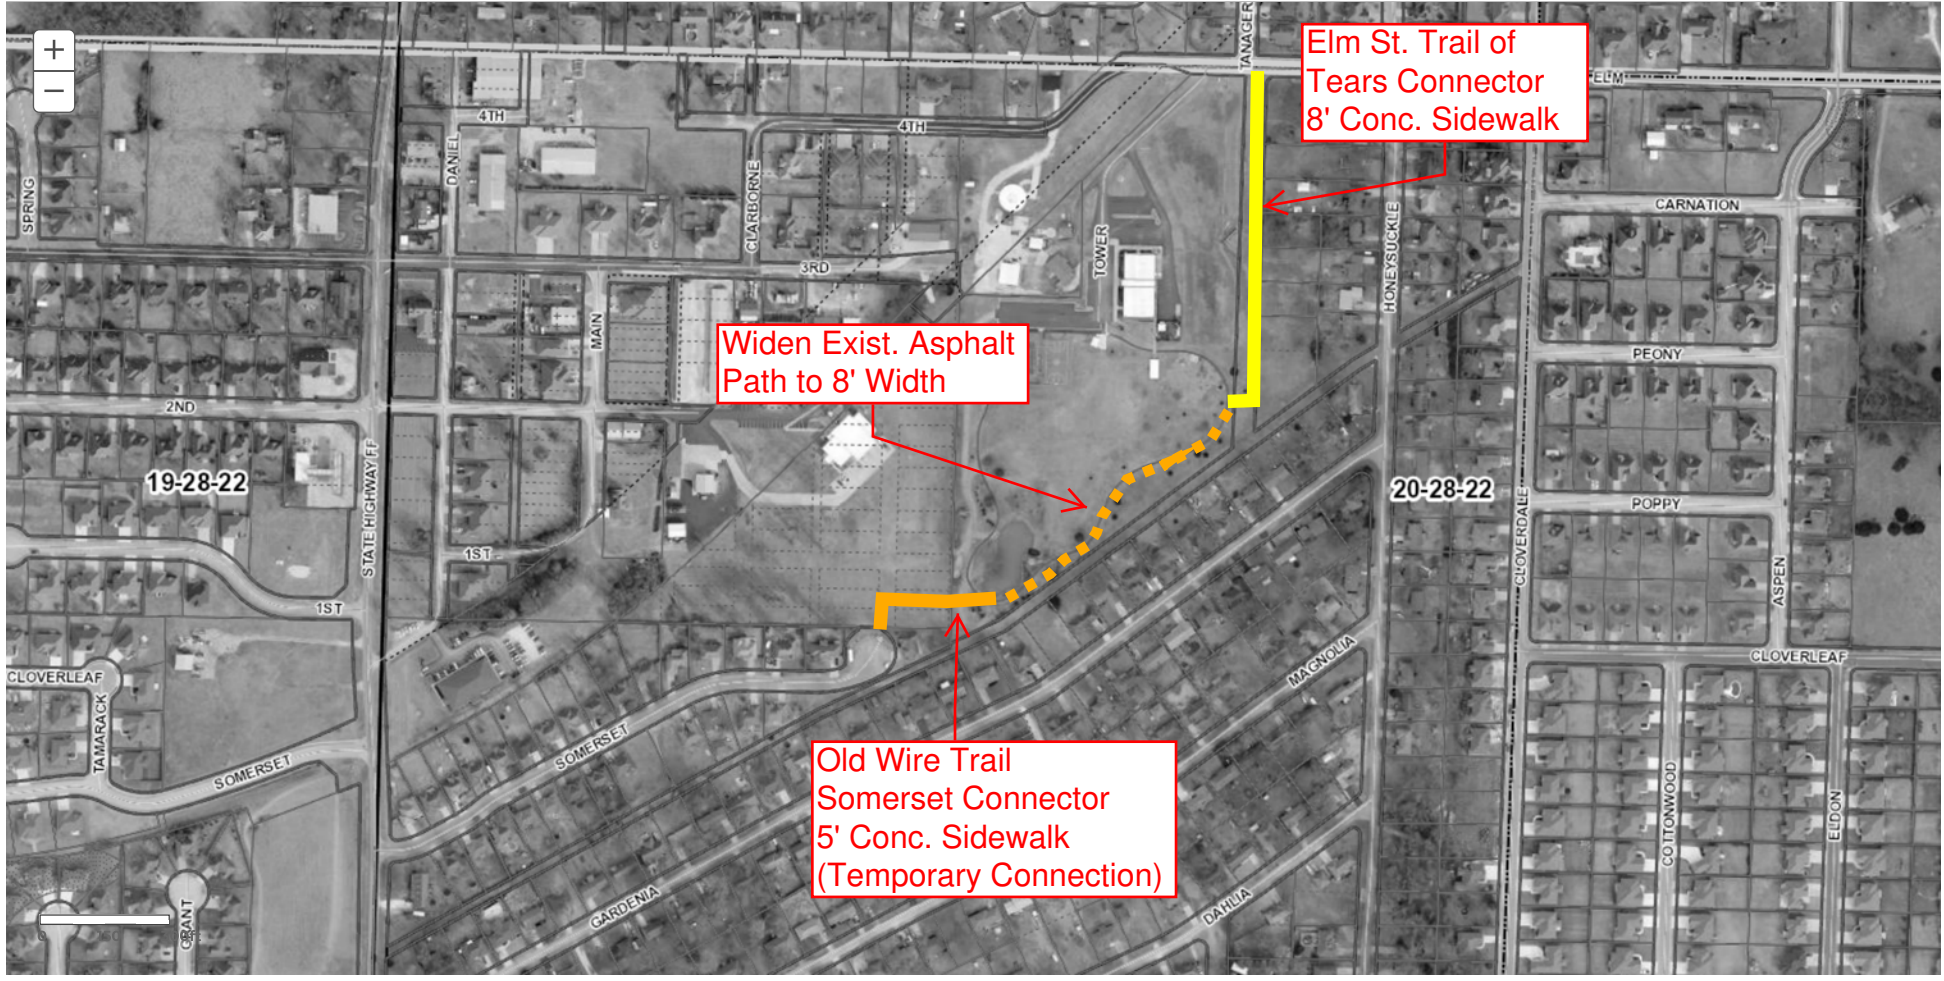 +
−
TANAGER
Elm St. Trail of
Tears Connector
8' Conc. Sidewalk
ELM
4TH
4TH
DANIEL
SPRING
CLARBORNE
CARNATION
HONEYSUCKLE
TOWER
3RD
MAIN
Widen Exist. Asphalt
Path to 8' Width
PEONY
2ND
STATE HIGHWAY FF
19-28-22
20-28-22
POPPY
CLOVERDALE
1ST
1ST
ASPEN
CLOVERLEAF
CLOVERLEAF
MAGNOLIA
TAMARACK
SOMERSET
SOMERSET
Old Wire Trail
Somerset Connector
5' Conc. Sidewalk
(Temporary Connection)
COTTONWOOD
ELDON
GARDENIA
DAHLIA